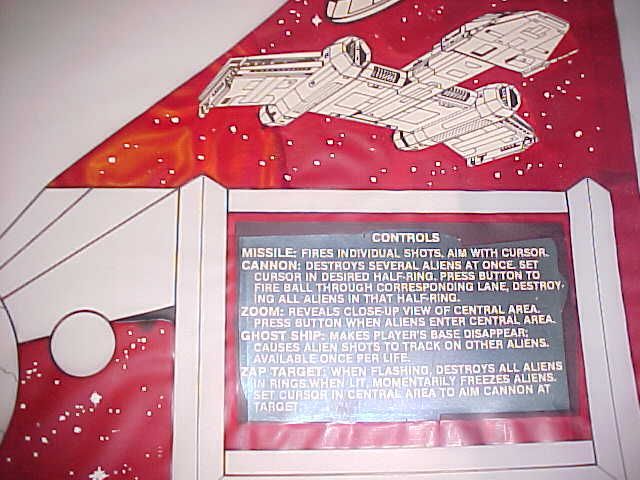 CONTROLS
MISSILE: FIRES INDIVIDUAL SHOTS. AIM WITH CURSOR.
CANNON: DESTROYS SEVERAL ALIENS AT ONCE. SET
CURSOR IN DESIRED HALF-RING. PRESS BUTTON TO
FIRE BALL THROUGH CORRESPONDING LANE, DESTROY-
ING ALL ALIENS IN THAT HALF-RING.
ZOOM: REVEALS CLOSE-UP VIEW OF CENTRAL AREA.
PRESS BUTTON WHEN ALIENS ENTER CENTRAL AREA.
GHOST SHIP: MAKES PLAYER'S BASE DISAPPEAR;
CAUSES ALIEN SHOTS TO TRACK ON OTHER ALIENS.
AVAILABLE ONCE PER LIFE.
ZAP TARGET: WHEN FLASHING, DESTROYS ALL ALIENS
IN RINGS.WHEN LIT, MOMENTARILY FREEZES ALIENS.
SET CURSOR IN CENTRAL AREA TO AIM CANNON AT
TARGET.